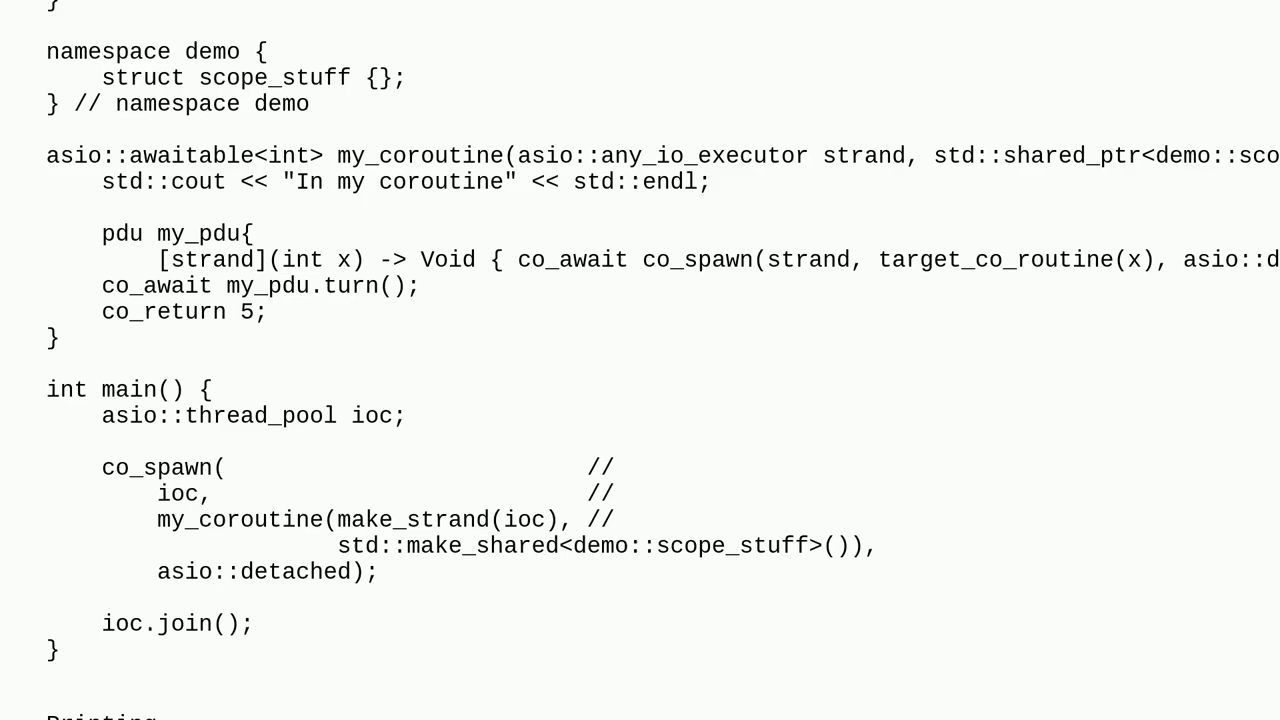 }
namespace demo {
    struct scope_stuff {};
} // namespace demo
asio::awaitable<int> my_coroutine(asio::any_io_executor strand, std::shared_ptr<demo::sco
    std::cout << "In my coroutine" << std::endl;
    pdu my_pdu{
        [strand](int x) -> Void { co_await co_spawn(strand, target_co_routine(x), asio::d
    co_await my_pdu.turn();
    co_return 5;
}
int main() {
    asio::thread_pool ioc;
    co_spawn(                          //
        ioc,                           //
        my_coroutine(make_strand(ioc), //
                     std::make_shared<demo::scope_stuff>()),
        asio::detached);
    ioc.join();
}
Printing